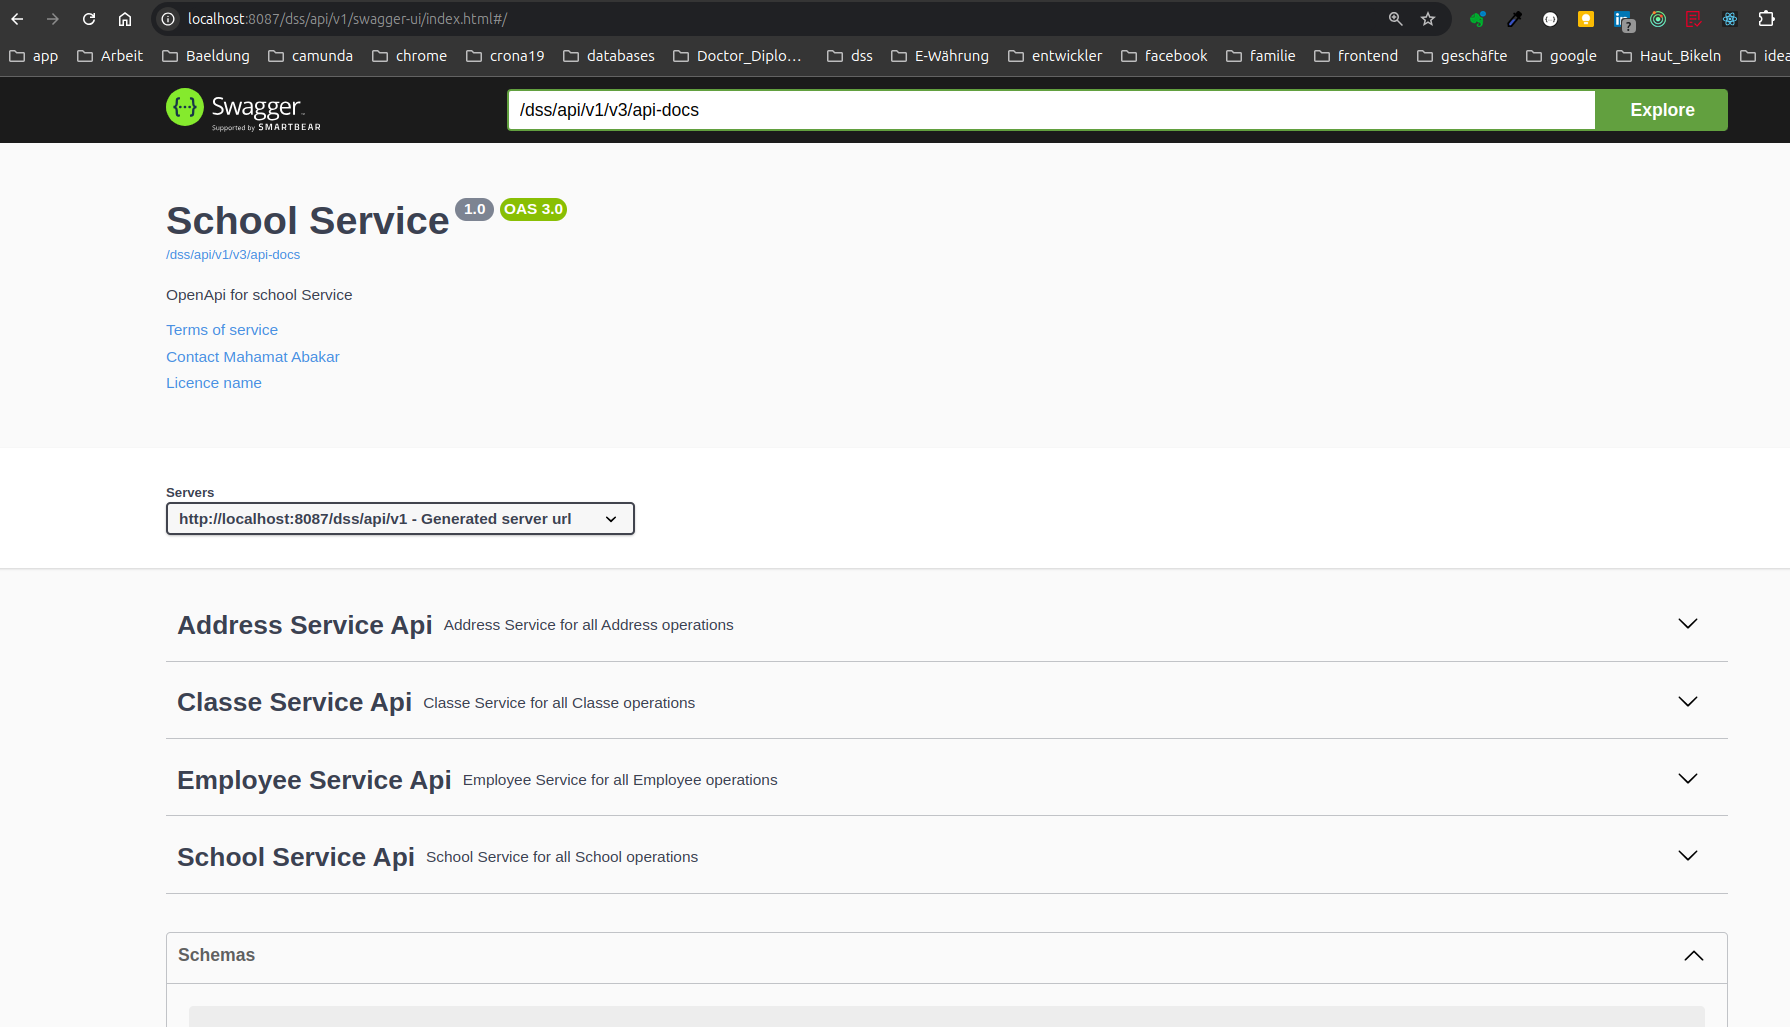 localhost:8087/dss/api/v1/swagger-ui/index.html#/
app Arbeit Baeldung camunda chrome crona19 databases Doctor_Diplo... dss E-Währung entwickler facebook familie frontend geschäfte google Haut_Bikeln idea
Swagger
Supported by SMARTBEAR
/dss/api/v1/v3/api-docs
Explore
School Service 1.0 OAS 3.0
/dss/api/v1/v3/api-docs
OpenApi for school Service
Terms of service
Contact Mahamat Abakar
Licence name
Servers
http://localhost:8087/dss/api/v1 - Generated server url
Address Service Api Address Service for all Address operations
Classe Service Api Classe Service for all Classe operations
Employee Service Api Employee Service for all Employee operations
School Service Api School Service for all School operations
Schemas